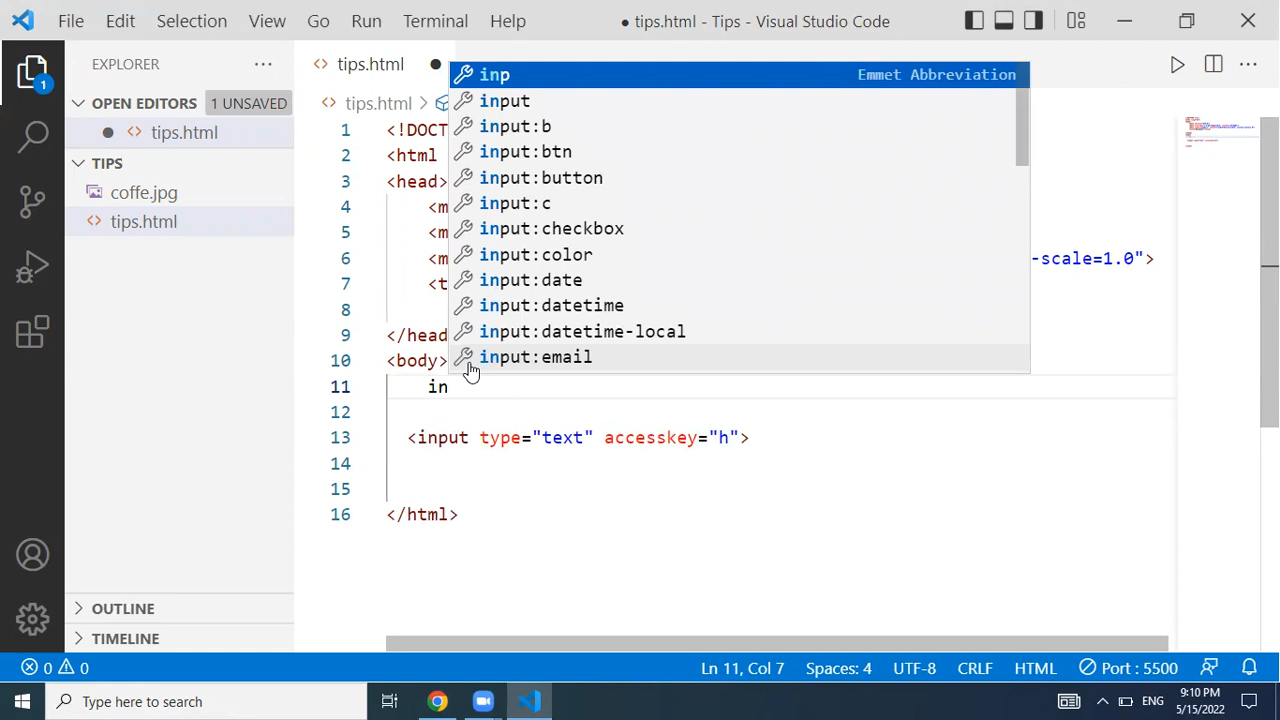 File Edit Selection View Go Run Terminal Help ● tips.html - Tips - Visual Studio Code
EXPLORER ...
<> tips.html ●
OPEN EDITORS 1 UNSAVED
● <> tips.html
TIPS
coffe.jpg
<> tips.html
OUTLINE
TIMELINE
1
<> tips.html >
inp Emmet Abbreviation
input
input:b
input:btn
input:button
input:c
input:checkbox
input:color
input:date
input:datetime
input:datetime-local
input:email
1 <!DOCT
2 <html
3 <head>
4 <m
5 <m
6 <m -scale=1.0">
7 <t
8
9 </head
10 <body>
11 in
12
13 <input type="text" accesskey="h">
14
15
16 </html>
0 0 Ln 11, Col 7 Spaces: 4 UTF-8 CRLF HTML Port : 5500
Type here to search ENG 9:10 PM
5/15/2022